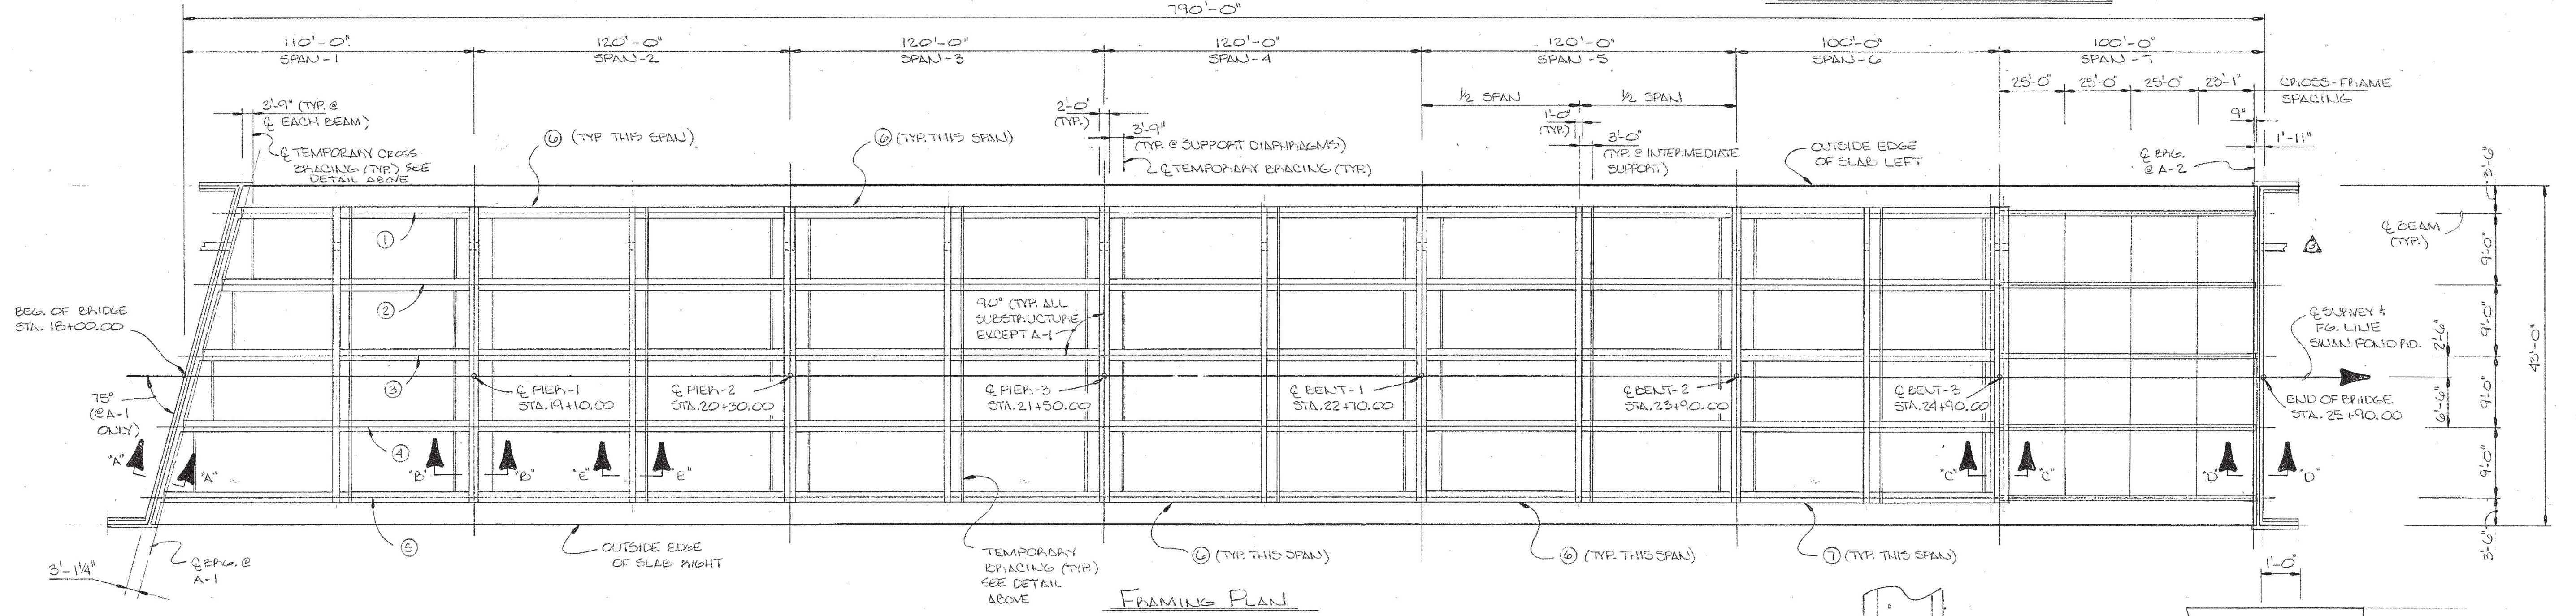 790'-0"
110'-0"
SPAN-1
120'-0"
SPAN-2
120'-0"
SPAN-3
120'-0"
SPAN-4
120'-0"
SPAN-5
100'-0"
SPAN-6
100'-0"
SPAN-7
25'-0"
25'-0"
25'-0"
23'-1"
CROSS-FRAME
SPACING
½ SPAN
½ SPAN
3'-9" (TYP. @
℄ EACH BEAM)
℄ TEMPORARY CROSS
BRACING (TYP.) SEE
DETAIL ABOVE
⑥ (TYP THIS SPAN)
⑥ (TYP. THIS SPAN)
2'-0"
(TYP.)
3'-9"
(TYP. @ SUPPORT DIAPHRAGMS)
℄ TEMPORARY BRACING (TYP.)
1'-0"
(TYP.)
3'-0"
(TYP. @ INTERMEDIATE
SUPPORT)
OUTSIDE EDGE
OF SLAB LEFT
9"
1'-11"
℄ BRG.
@ A-2
3'-6"
①
②
③
④
⑤
℄ BEAM
(TYP.)
3
9'-0"
9'-0"
9'-0"
9'-0"
2'-6"
6'-6"
43'-0"
3'-6"
BEG. OF BRIDGE
STA. 18+00.00
90° (TYP. ALL
SUBSTRUCTURE
EXCEPT A-1
℄ SURVEY &
FG. LINE
SWAN POND RD.
75°
(@ A-1
ONLY)
℄ PIER-1
STA. 19+10.00
℄ PIER-2
STA. 20+30.00
℄ PIER-3
STA. 21+50.00
℄ BENT-1
STA. 22+70.00
℄ BENT-2
STA. 23+90.00
℄ BENT-3
STA. 24+90.00
END OF BRIDGE
STA. 25+90.00
"A"
"A"
"B"
"B"
"E"
"E"
"C"
"C"
"D"
"D"
3'-1¼"
℄ BRG. @
A-1
OUTSIDE EDGE
OF SLAB RIGHT
TEMPORARY
BRACING (TYP.)
SEE DETAIL
ABOVE
⑥ (TYP. THIS SPAN)
⑥ (TYP. THIS SPAN)
⑦ (TYP. THIS SPAN)
1'-0"
FRAMING PLAN